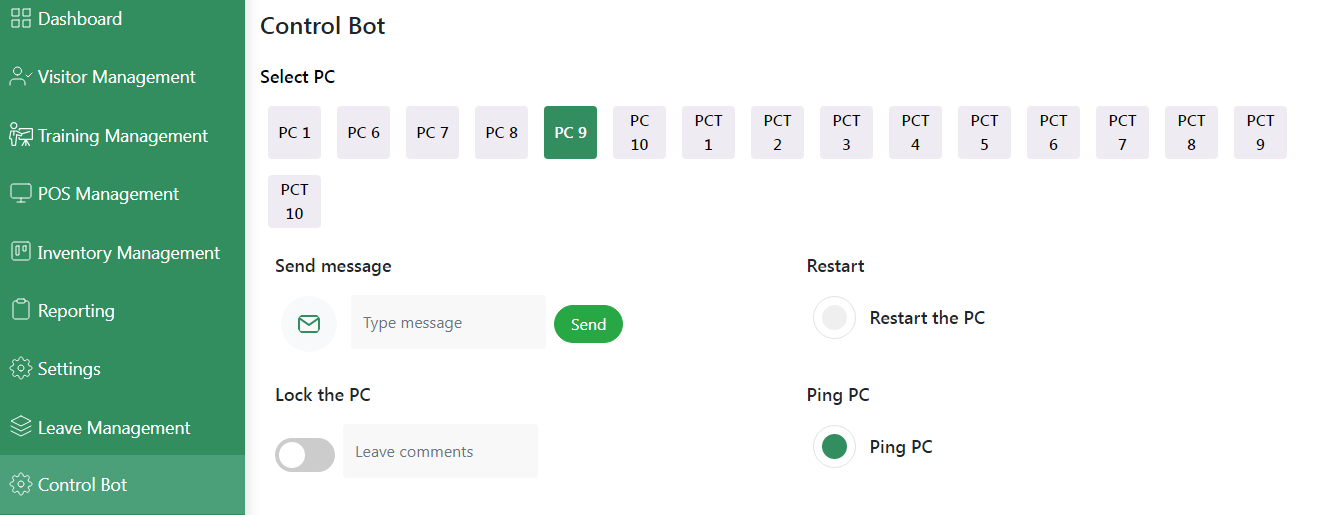 Dashboard
Visitor Management
Training Management
POS Management
Inventory Management
Reporting
Settings
Leave Management
Control Bot
Control Bot
Select PC
PC 1
PC 6
PC 7
PC 8
PC 9
PC
10
PCT
1
PCT
2
PCT
3
PCT
4
PCT
5
PCT
6
PCT
7
PCT
8
PCT
9
PCT
10
Send message
Type message
Send
Restart
Restart the PC
Lock the PC
Leave comments
Ping PC
Ping PC